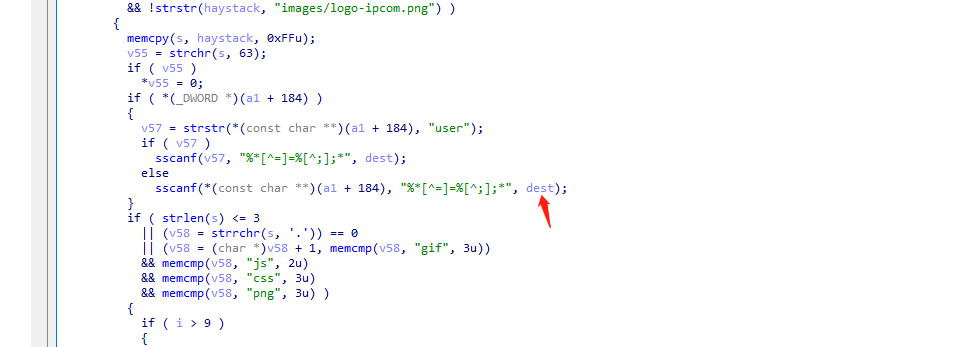 && !strstr(haystack, "images/logo-ipcom.png") )
{
memcpy(s, haystack, 0xFFu);
v55 = strchr(s, 63);
if ( v55 )
*v55 = 0;
if ( *(_DWORD *)(a1 + 184) )
{
v57 = strstr(*(const char **)(a1 + 184), "user");
if ( v57 )
sscanf(v57, "%*[^=]=%[^;];*", dest);
else
sscanf(*(const char **)(a1 + 184), "%*[^=]=%[^;];*", dest);
}
if ( strlen(s) <= 3
|| (v58 = strrchr(s, '.')) == 0
|| (v58 = (char *)v58 + 1, memcmp(v58, "gif", 3u))
&& memcmp(v58, "js", 2u)
&& memcmp(v58, "css", 3u)
&& memcmp(v58, "png", 3u) )
{
if ( i > 9 )
{